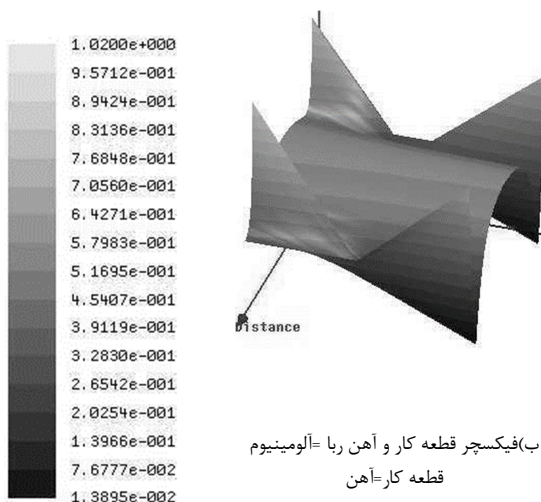 1.0200e+000
9.5712e-001
8.9424e-001
8.3136e-001
7.6848e-001
7.0560e-001
6.4271e-001
5.7983e-001
5.1695e-001
4.5407e-001
3.9119e-001
3.2830e-001
2.6542e-001
2.0254e-001
1.3966e-001
7.6777e-002
1.3895e-002
Distance
ب)فیکسچر قطعه کار و آهن ربا =آلومینیوم
قطعه کار=آهن